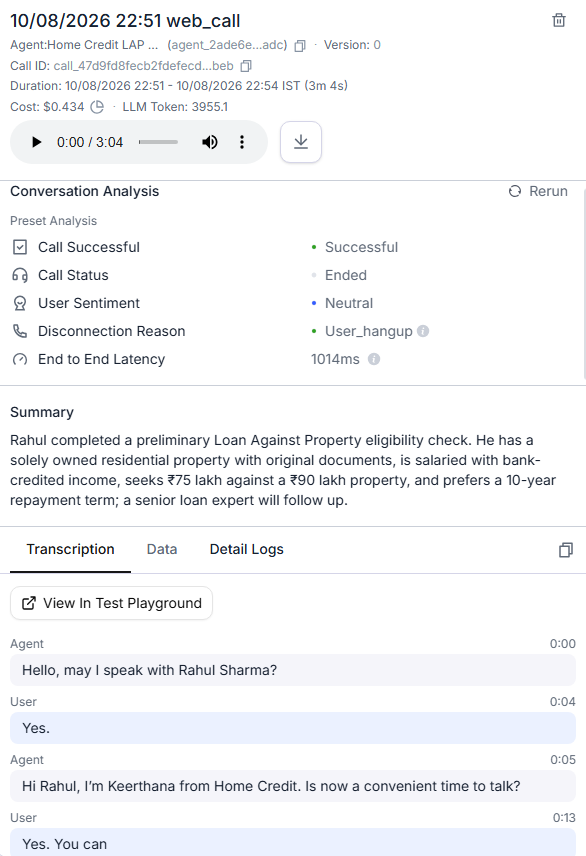 10/08/2026 22:51 web_call
Agent:Home Credit LAP ... (agent_2ade6e...adc) · Version: 0
Call ID: call_47d9fd8fecb2fdefecd...beb
Duration: 10/08/2026 22:51 - 10/08/2026 22:54 IST (3m 4s)
Cost: $0.434 · LLM Token: 3955.1
0:00 / 3:04
Conversation Analysis Rerun
Preset Analysis
Call Successful Successful
Call Status Ended
User Sentiment Neutral
Disconnection Reason User_hangup
End to End Latency 1014ms
Summary
Rahul completed a preliminary Loan Against Property eligibility check. He has a
solely owned residential property with original documents, is salaried with bank-
credited income, seeks ₹75 lakh against a ₹90 lakh property, and prefers a 10-year
repayment term; a senior loan expert will follow up.
Transcription Data Detail Logs
View In Test Playground
Agent 0:00
Hello, may I speak with Rahul Sharma?
User 0:04
Yes.
Agent 0:05
Hi Rahul, I'm Keerthana from Home Credit. Is now a convenient time to talk?
User 0:13
Yes. You can